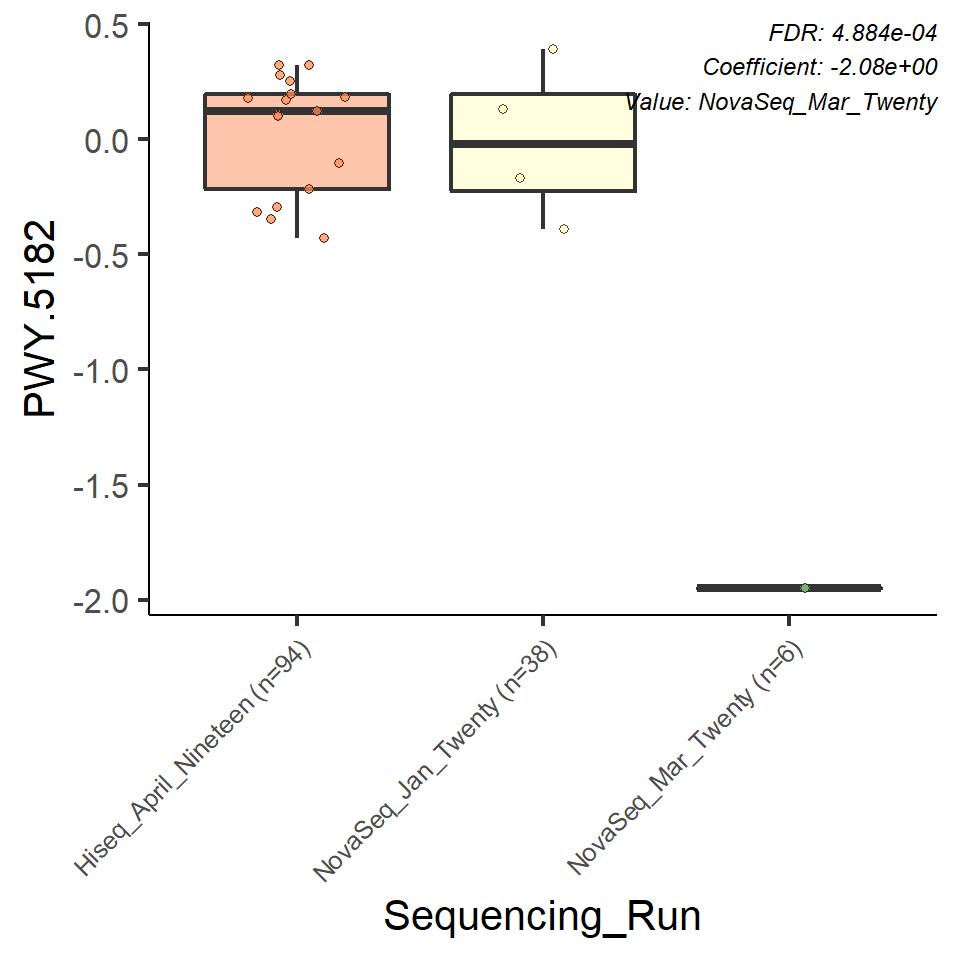 FDR: 4.884e-04
Coefficient: -2.08e+00
Value: NovaSeq_Mar_Twenty
PWY.5182
0.5
0.0
-0.5
-1.0
-1.5
-2.0
Hiseq_April_Nineteen (n=94)
NovaSeq_Jan_Twenty (n=38)
NovaSeq_Mar_Twenty (n=6)
Sequencing_Run